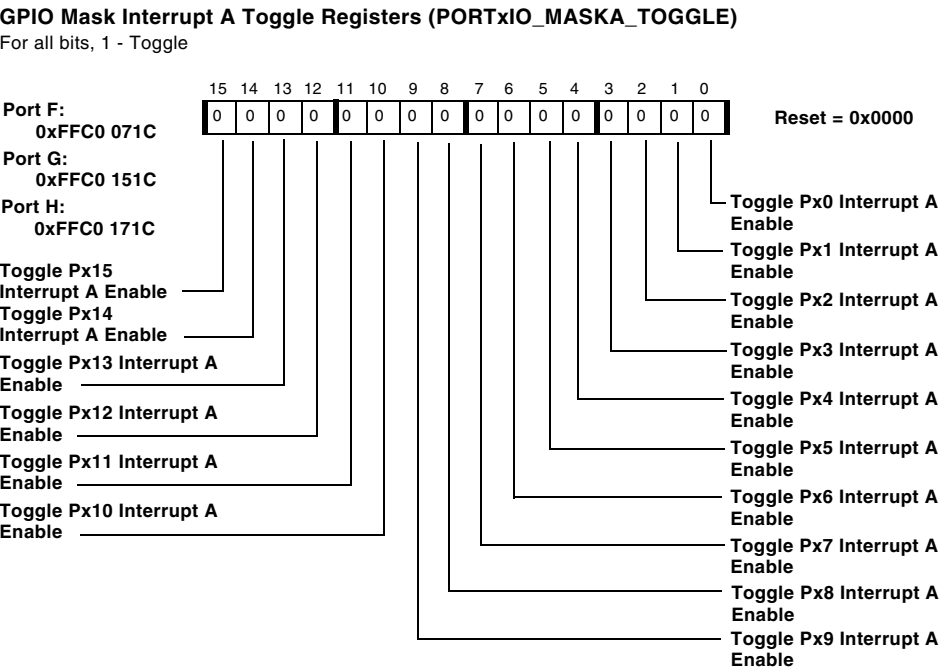 GPIO Mask Interrupt A Toggle Registers (PORTxIO_MASKA_TOGGLE)
For all bits, 1 - Toggle
15 14 13 12 11 10 9 8 7 6 5 4 3 2 1 0
0 0 0 0 0 0 0 0 0 0 0 0 0 0 0 0
Reset = 0x0000
Port F:
0xFFC0 071C
Port G:
0xFFC0 151C
Port H:
0xFFC0 171C
Toggle Px15
Interrupt A Enable
Toggle Px14
Interrupt A Enable
Toggle Px13 Interrupt A
Enable
Toggle Px12 Interrupt A
Enable
Toggle Px11 Interrupt A
Enable
Toggle Px10 Interrupt A
Enable
Toggle Px0 Interrupt A
Enable
Toggle Px1 Interrupt A
Enable
Toggle Px2 Interrupt A
Enable
Toggle Px3 Interrupt A
Enable
Toggle Px4 Interrupt A
Enable
Toggle Px5 Interrupt A
Enable
Toggle Px6 Interrupt A
Enable
Toggle Px7 Interrupt A
Enable
Toggle Px8 Interrupt A
Enable
Toggle Px9 Interrupt A
Enable